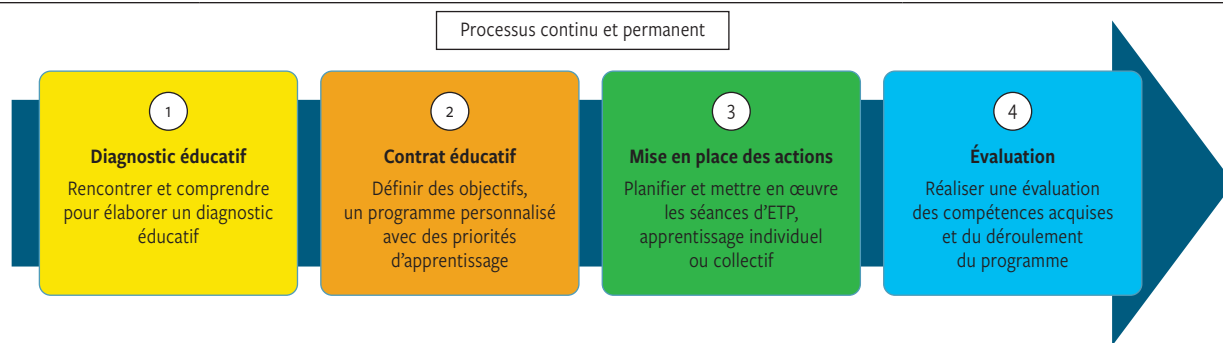 Processus continu et permanent
1
Diagnostic éducatif
Rencontrer et comprendre
pour élaborer un diagnostic
éducatif
2
Contrat éducatif
Définir des objectifs,
un programme personnalisé
avec des priorités
d’apprentissage
3
Mise en place des actions
Planifier et mettre en œuvre
les séances d’ETP,
apprentissage individuel
ou collectif
4
Évaluation
Réaliser une évaluation
des compétences acquises
et du déroulement
du programme